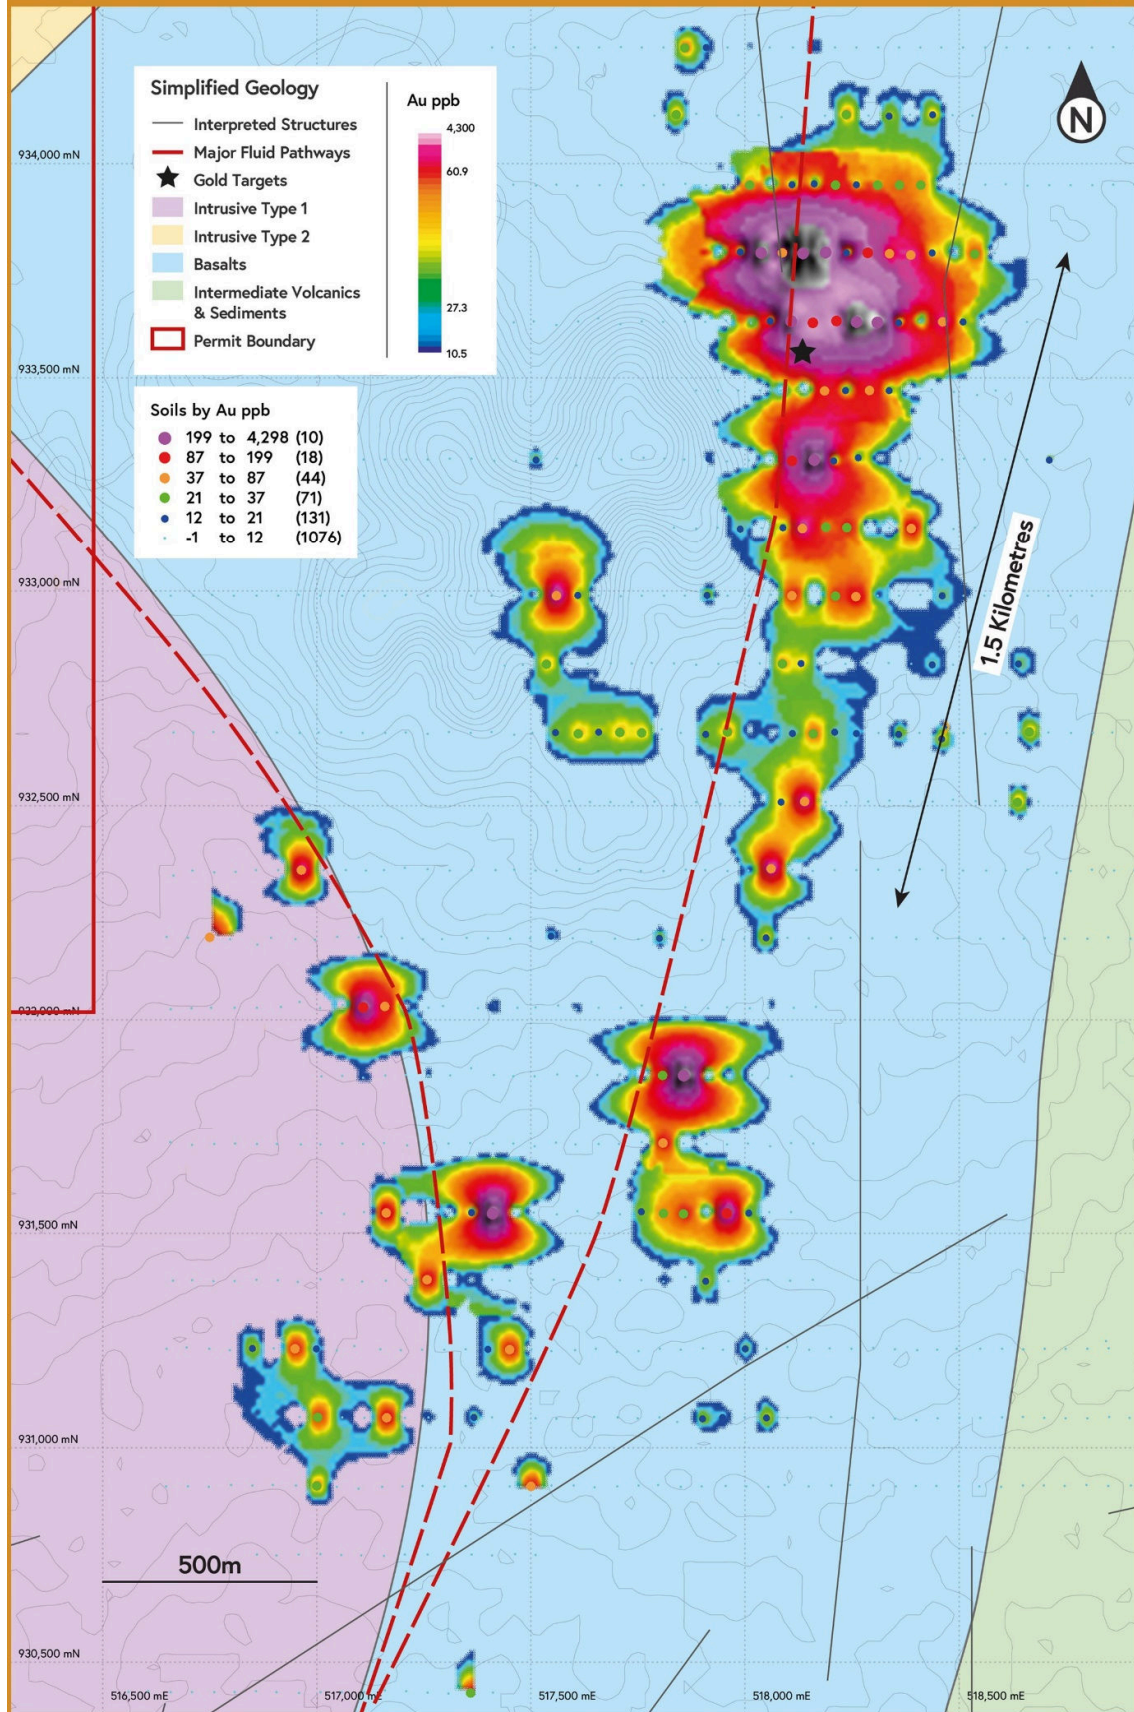 Simplified Geology
Interpreted Structures
Major Fluid Pathways
Gold Targets
Intrusive Type 1
Intrusive Type 2
Basalts
Intermediate Volcanics
& Sediments
Permit Boundary
Au ppb
4,300
60.9
27.3
10.5
Soils by Au ppb
199 to 4,298 (10)
87 to 199 (18)
37 to 87 (44)
21 to 37 (71)
12 to 21 (131)
-1 to 12 (1076)
N
1.5 Kilometres
934,000 mN
933,500 mN
933,000 mN
932,500 mN
932,000 mN
931,500 mN
931,000 mN
930,500 mN
500m
516,500 mE
517,000 mE
517,500 mE
518,000 mE
518,500 mE